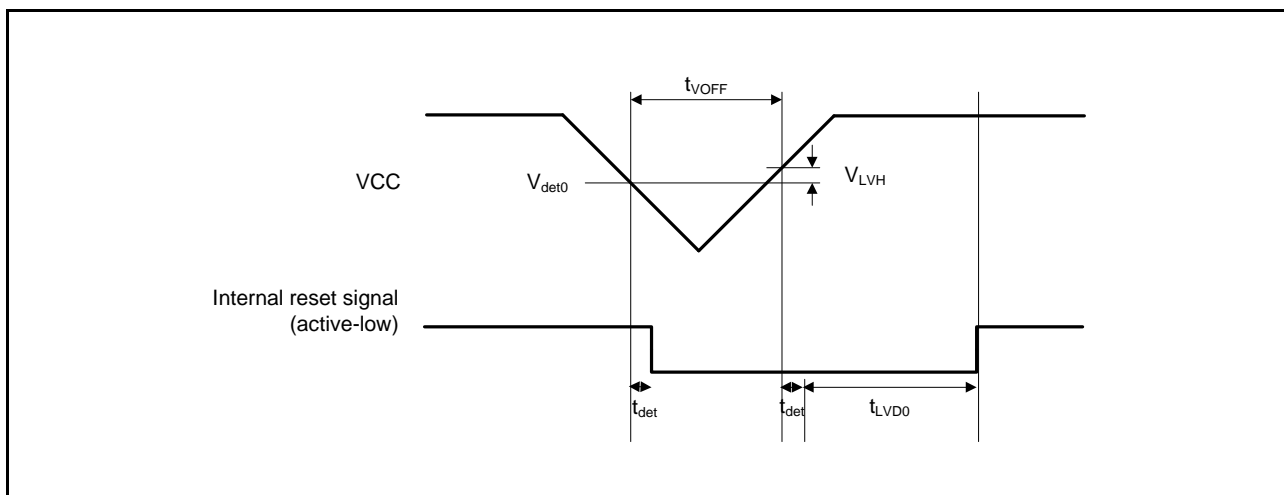 tVOFF
VCC
Vdet0
VLVH
Internal reset signal
(active-low)
tdet
tdet
tLVD0